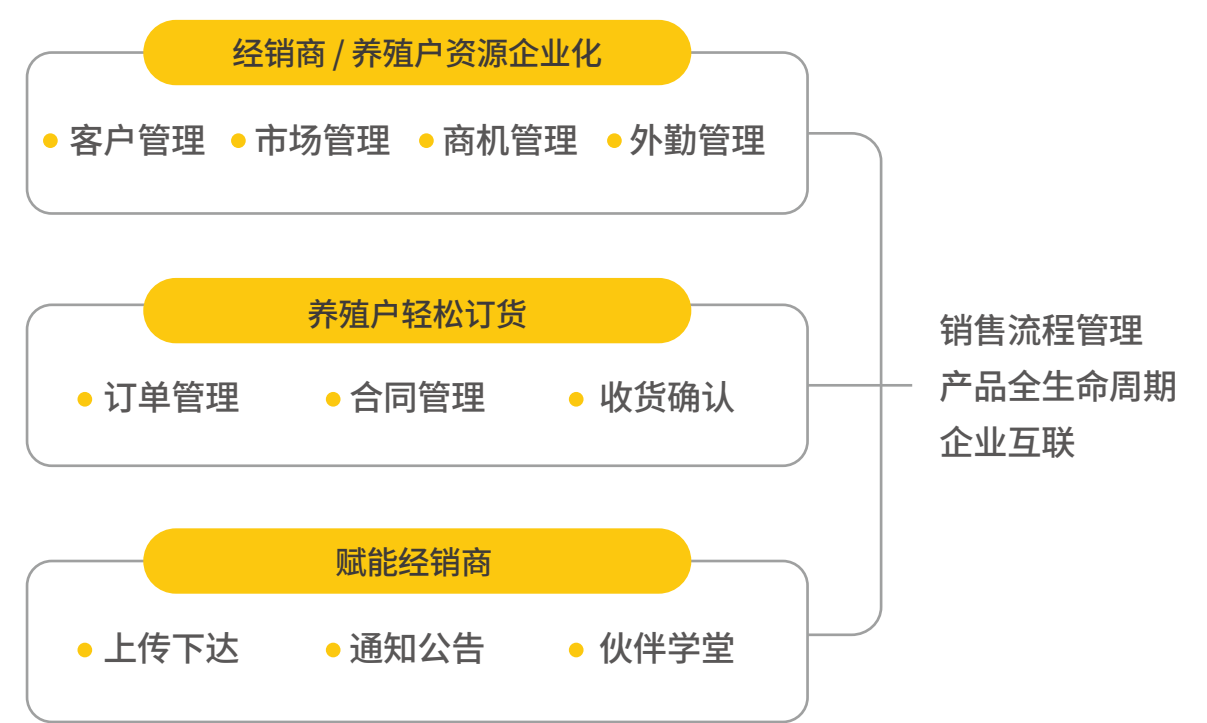 经销商 / 养殖户资源企业化
客户管理 市场管理 商机管理 外勤管理
养殖户轻松订货
订单管理 合同管理 收货确认
赋能经销商
上传下达 通知公告 伙伴学堂
销售流程管理
产品全生命周期
企业互联